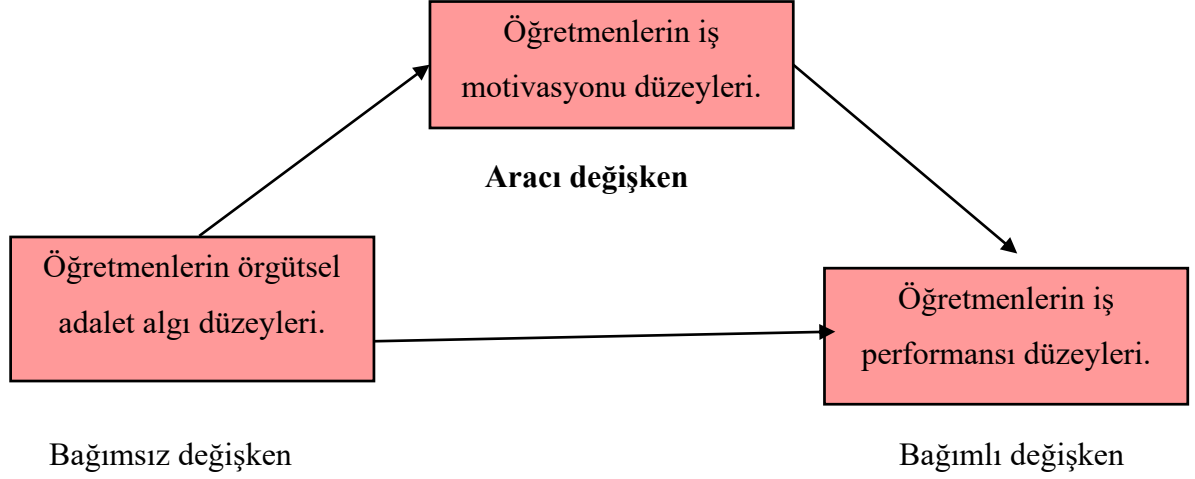 Öğretmenlerin iş
motivasyonu düzeyleri.
Aracı değişken
Öğretmenlerin örgütsel
adalet algı düzeyleri.
Öğretmenlerin iş
performansı düzeyleri.
Bağımsız değişken
Bağımlı değişken